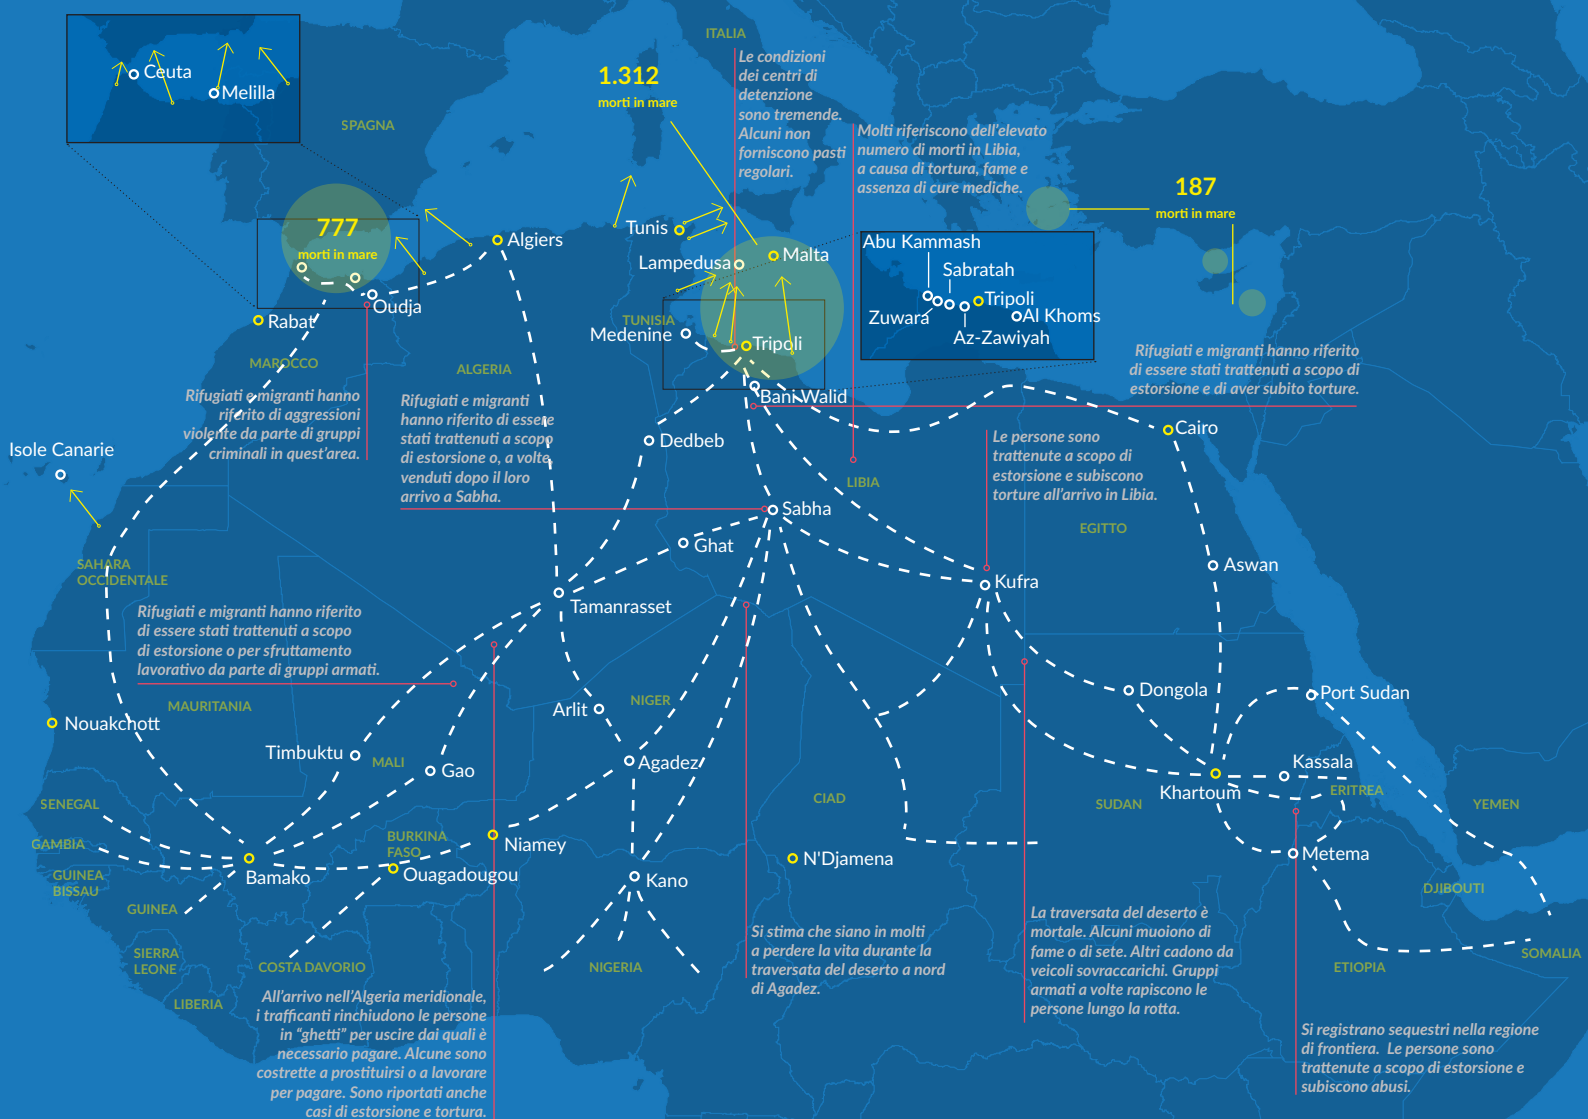 Ceuta
Melilla
SPAGNA
ITALIA
1.312
morti in mare
Le condizioni
dei centri di
detenzione
sono tremende.
Alcuni non
forniscono pasti
regolari.
Molti riferiscono dell'elevato
numero di morti in Libia,
a causa di tortura, fame e
assenza di cure mediche.
187
morti in mare
777
morti in mare
Algiers
Tunis
Lampedusa
Malta
Abu Kammash
Sabratah
Tripoli
Zuwara
Al Khoms
Az-Zawiyah
Oudja
Rabat
TUNISIA
Medenine
Tripoli
MAROCCO
ALGERIA
Rifugiati e migranti hanno riferito
di essere stati trattenuti a scopo di
estorsione e di aver subito torture.
Bani Walid
Rifugiati e migranti hanno
riferito di aggressioni
violente da parte di gruppi
criminali in quest'area.
Rifugiati e migranti
hanno riferito di essere
stati trattenuti a scopo
di estorsione o, a volte,
venduti dopo il loro
arrivo a Sabha.
Isole Canarie
Dedbeb
Cairo
Le persone sono
trattenute a scopo di
estorsione e subiscono
torture all'arrivo in Libia.
LIBIA
Sabha
EGITTO
Ghat
Aswan
SAHARA
OCCIDENTALE
Kufra
Tamanrasset
Rifugiati e migranti hanno riferito
di essere stati trattenuti a scopo
di estorsione o per sfruttamento
lavorativo da parte di gruppi armati.
MAURITANIA
Nouakchott
NIGER
Arlit
Dongola
Port Sudan
Timbuktu
MALI
Gao
Agadez
Kassala
Khartoum
ERITREA
CIAD
SUDAN
YEMEN
SENEGAL
GAMBIA
GUINEA
BISSAU
GUINEA
BURKINA
FASO
Niamey
Bamako
Ouagadougou
Kano
N'Djamena
Metema
DJIBOUTI
SIERRA
LEONE
COSTA DAVORIO
LIBERIA
NIGERIA
ETIOPIA
SOMALIA
Si stima che siano in molti
a perdere la vita durante la
traversata del deserto a nord
di Agadez.
La traversata del deserto è
mortale. Alcuni muoiono di
fame o di sete. Altri cadono da
veicoli sovraccarichi. Gruppi
armati a volte rapiscono le
persone lungo la rotta.
All'arrivo nell'Algeria meridionale,
i trafficanti rinchiudono le persone
in “ghetti” per uscire dai quali è
necessario pagare. Alcune sono
costrette a prostituirsi o a lavorare
per pagare. Sono riportati anche
casi di estorsione e tortura.
Si registrano sequestri nella regione
di frontiera. Le persone sono
trattenute a scopo di estorsione e
subiscono abusi.